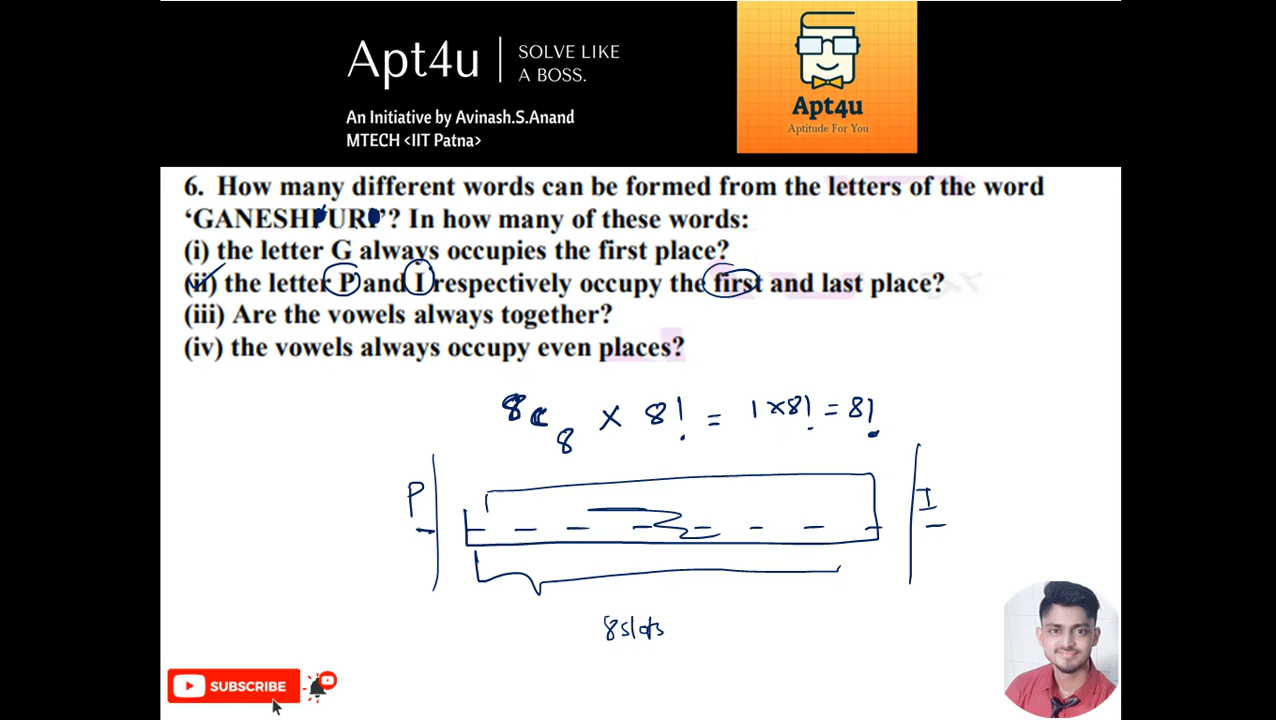 Apt4u SOLVE LIKE
A BOSS.
An Initiative by Avinash.S.Anand
MTECH <IIT Patna>
Apt4u
Aptitude For You
6. How many different words can be formed from the letters of the word
‘GANESHPURI’? In how many of these words:
(i) the letter G always occupies the first place?
(ii) the letter P and I respectively occupy the first and last place?
(iii) Are the vowels always together?
(iv) the vowels always occupy even places?
8c8 × 8! = 1×8! = 8!
P I
8 slots
SUBSCRIBE